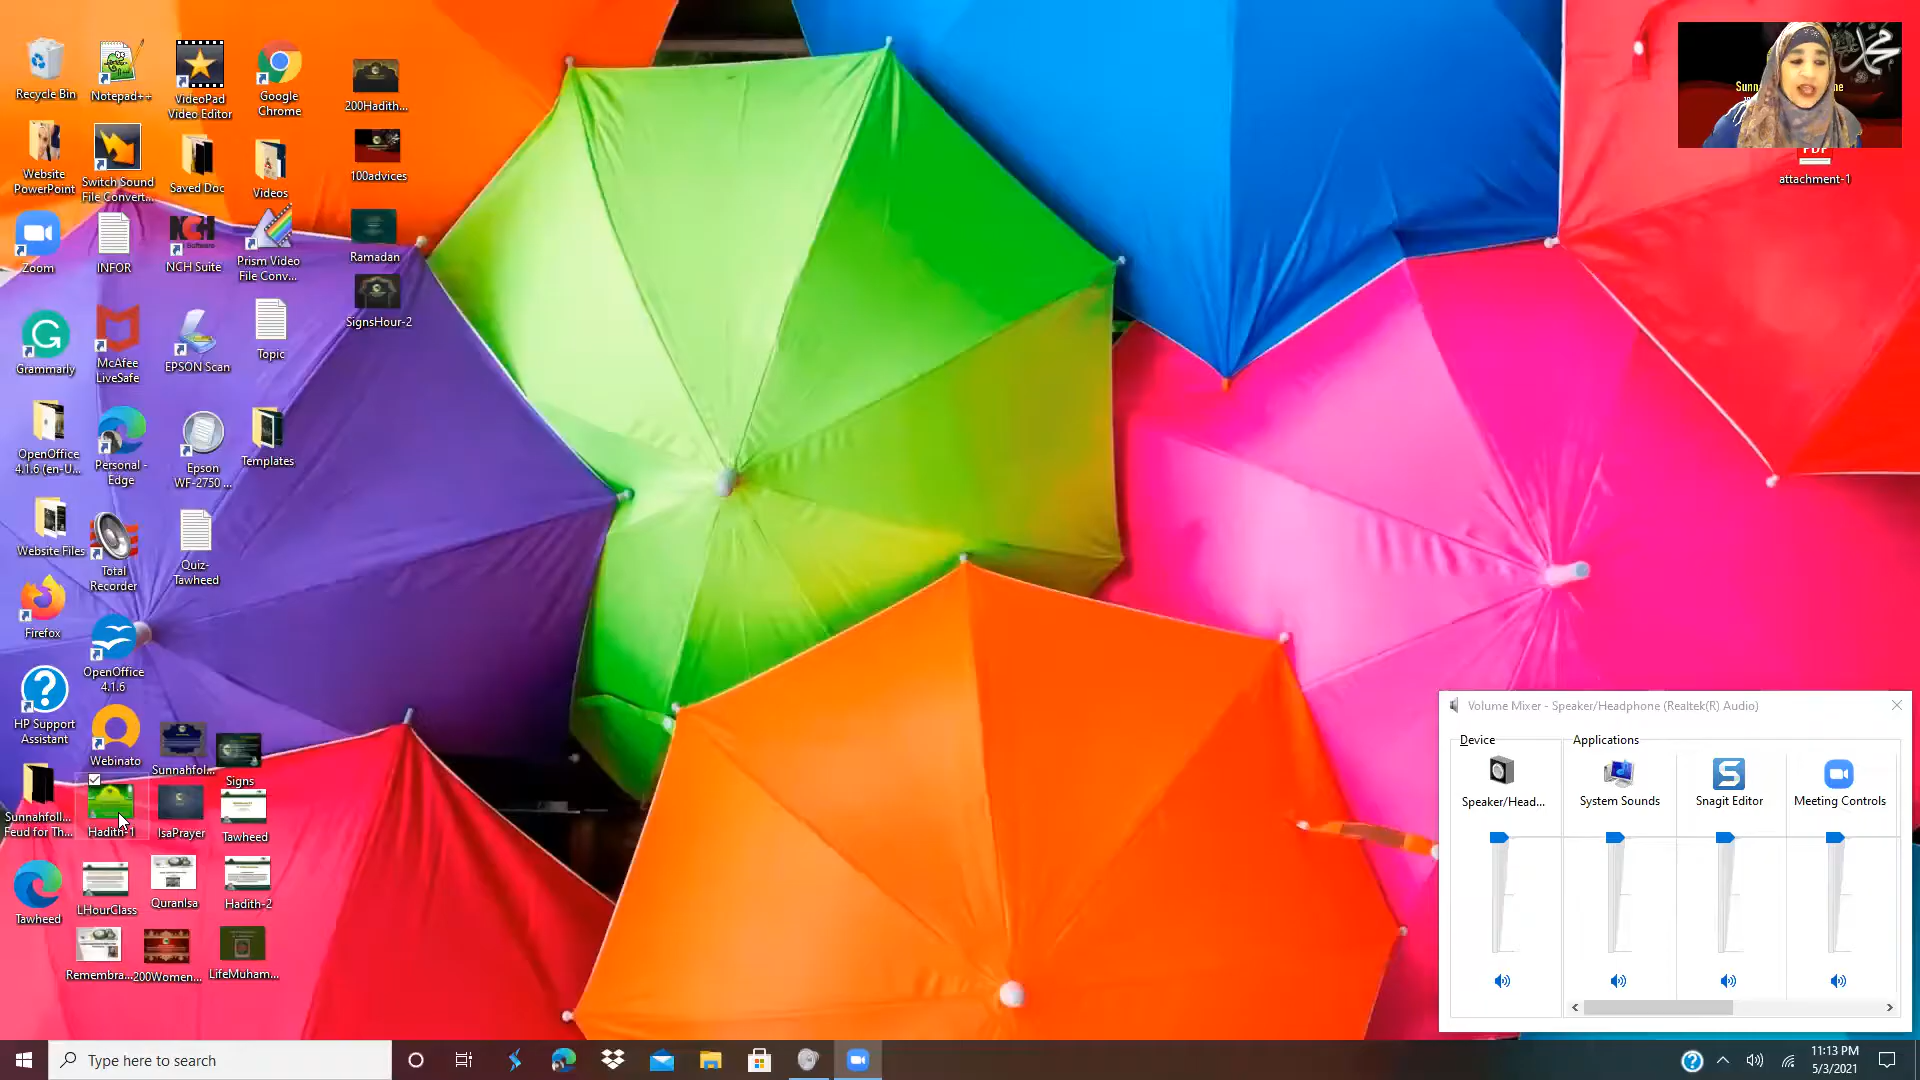 Recycle Bin
Notepad++
VideoPad
Video Editor
Google
Chrome
200Hadith...
Website
PowerPoint
Switch Sound
File Convert...
Saved Doc
Videos
100advices
PDF
attachment-1
Zoom
INFOR
NCH
Software
NCH Suite
Prism Video
File Conv...
Ramadan
Grammarly
McAfee
LiveSafe
EPSON Scan
Topic
SignsHour-2
OpenOffice
4.1.6 (en-U...
Personal -
Edge
Epson
WF-2750 ...
Templates
Website Files
Total
Recorder
Quiz-
Tawheed
Firefox
OpenOffice
4.1.6
HP Support
Assistant
Webinato
Sunnahfol...
Signs
Sunnahfoll...
Feud for Th...
Hadith-1
IsaPrayer
Tawheed
Tawheed
LHourClass
QuranIsa
Hadith-2
Remembra...
200Women...
LifeMuham...
Volume Mixer - Speaker/Headphone (Realtek(R) Audio)
Device
Applications
Speaker/Head...
System Sounds
Snagit Editor
Meeting Controls
Type here to search
11:13 PM
5/3/2021